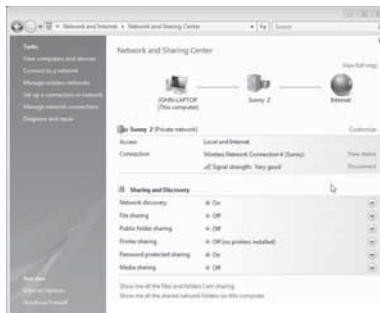 Network and Internet ▸ Network and Sharing Center
Search
Tasks
View computers and devices
Connect to a network
Manage wireless networks
Set up a connection or network
Manage network connections
Diagnose and repair
See also
Internet Options
Windows Firewall
Network and Sharing Center
View full map
JOHN-LAPTOP
(This computer)
Sunny 2
Internet
Sunny 2 (Private network)
Customize
Access
Local and Internet
Connection
Wireless Network Connection 4 (Sunny)
View status
Signal strength: Very good
Disconnect
Sharing and Discovery
Network discovery
On
File sharing
Off
Public folder sharing
Off
Printer sharing
Off (no printers installed)
Password protected sharing
On
Media sharing
Off
Show me all the files and folders I am sharing
Show me all the shared network folders on this computer